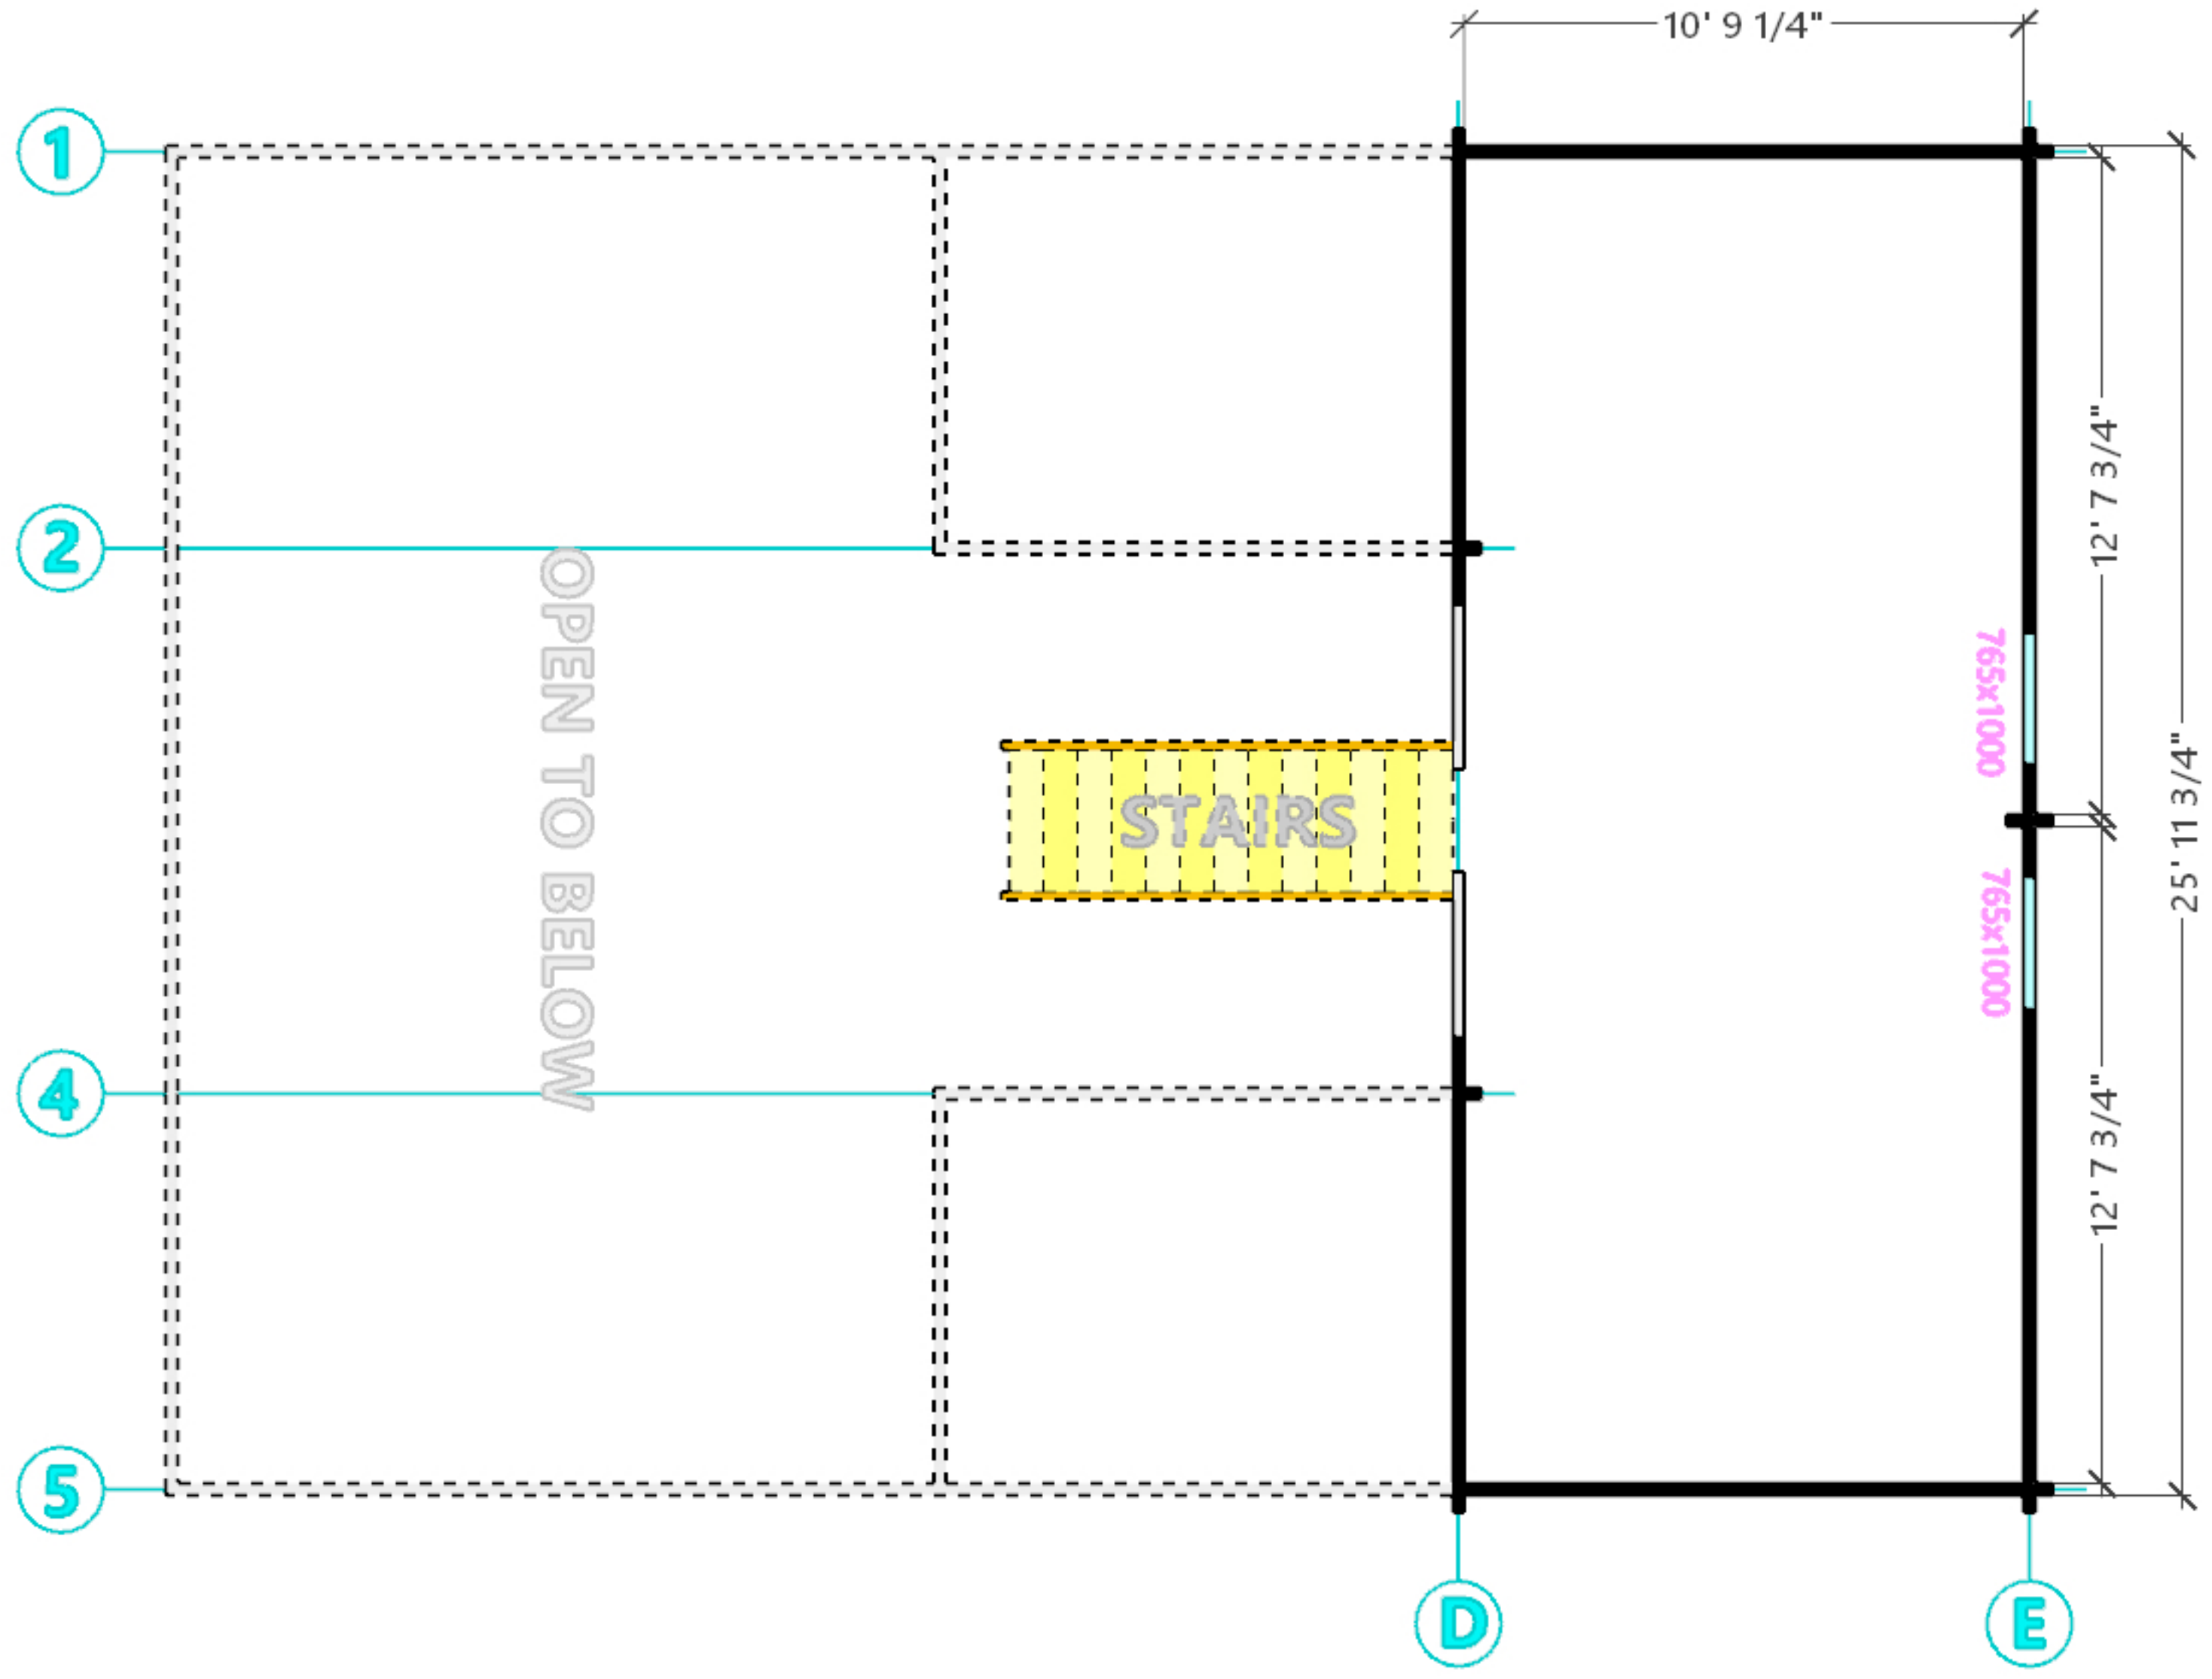 10' 9 1/4"
1
2
4
5
OPEN TO BELOW
STAIRS
765x1000
765x1000
12' 7 3/4"
12' 7 3/4"
25' 11 3/4"
D
E